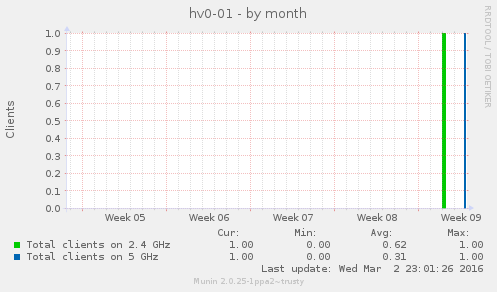 hv0-01 - by month
RRDTOOL / TOBI OETIKER
Clients
1.0
0.9
0.8
0.7
0.6
0.5
0.4
0.3
0.2
0.1
0.0
Week 05 Week 06 Week 07 Week 08 Week 09
Cur: Min: Avg: Max:
Total clients on 2.4 GHz 1.00 0.00 0.62 1.00
Total clients on 5 GHz 1.00 0.00 0.31 1.00
Last update: Wed Mar 2 23:01:26 2016
Munin 2.0.25-1ppa2~trusty